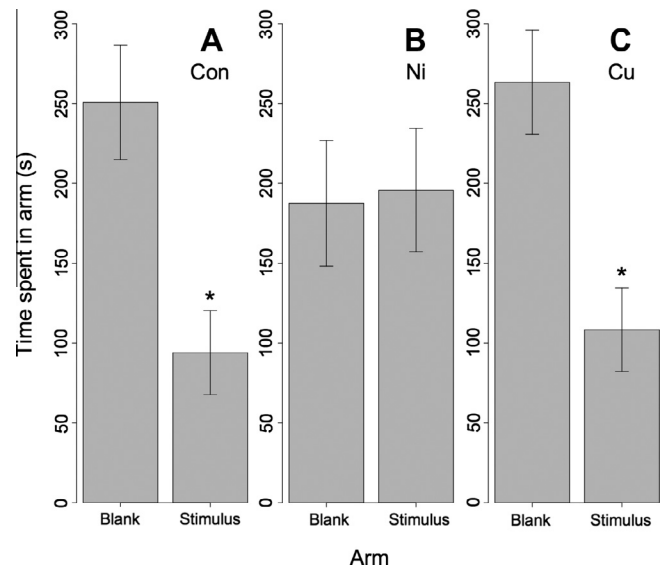 A
Con
B
Ni
C
Cu
Time spent in arm (s)
0 50 100 150 200 250 300
0 50 100 150 200 250 300
0 50 100 150 200 250 300
*
*
Blank Stimulus Blank Stimulus Blank Stimulus
Arm